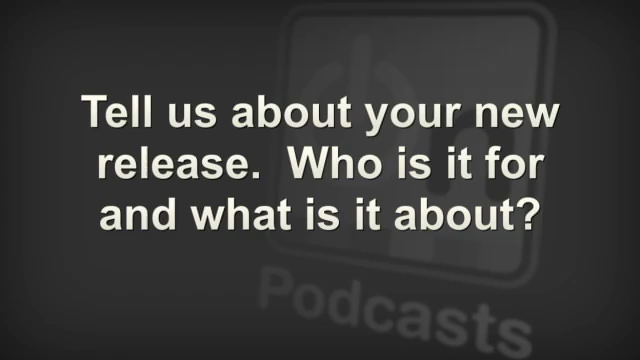 Tell us about your new
release.  Who is it for
and what is it about?
Podcasts